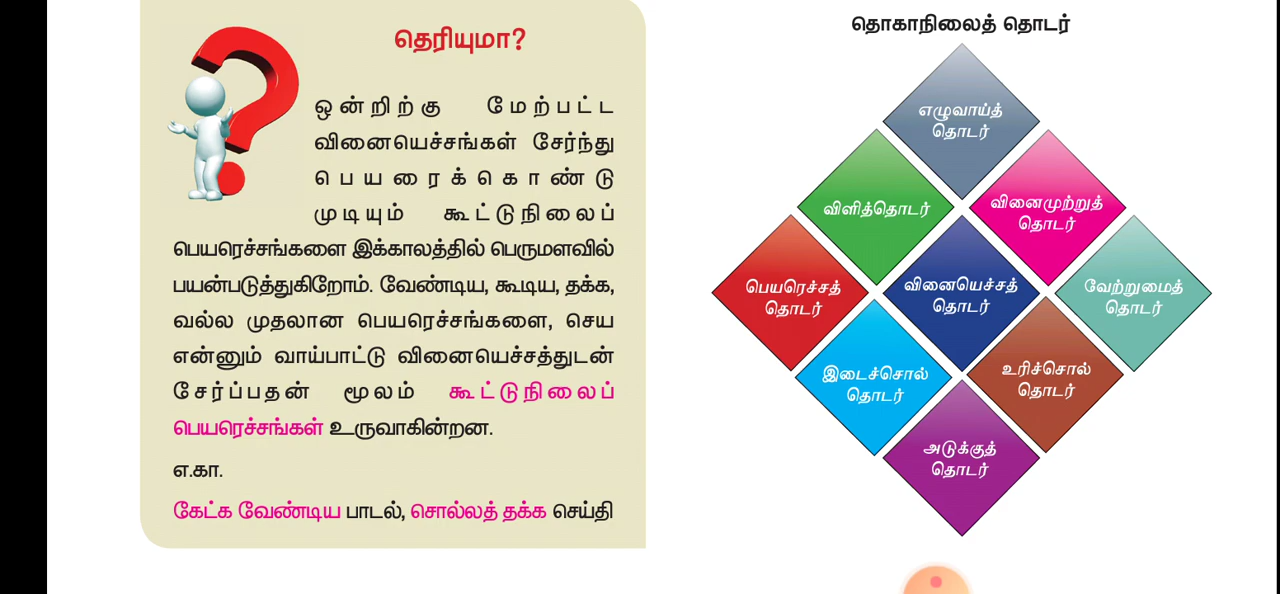 தெரியுமா?
ஒன்றிற்கு மேற்பட்ட
வினையெச்சங்கள் சேர்ந்து
பெயரைக்கொண்டு
முடியும் கூட்டுநிலைப்
பெயரெச்சங்களை இக்காலத்தில் பெருமளவில்
பயன்படுத்துகிறோம். வேண்டிய, கூடிய, தக்க,
வல்ல முதலான பெயரெச்சங்களை, செய
என்னும் வாய்பாட்டு வினையெச்சத்துடன்
சேர்ப்பதன் மூலம் கூட்டுநிலைப்
பெயரெச்சங்கள் உருவாகின்றன.
எ.கா.
கேட்க வேண்டிய பாடல், சொல்லத் தக்க செய்தி
தொகாநிலைத் தொடர்
எழுவாய்த்
தொடர்
விளித்தொடர்
வினைமுற்றுத்
தொடர்
பெயரெச்சத்
தொடர்
வினையெச்சத்
தொடர்
வேற்றுமைத்
தொடர்
இடைச்சொல்
தொடர்
உரிச்சொல்
தொடர்
அடுக்குத்
தொடர்